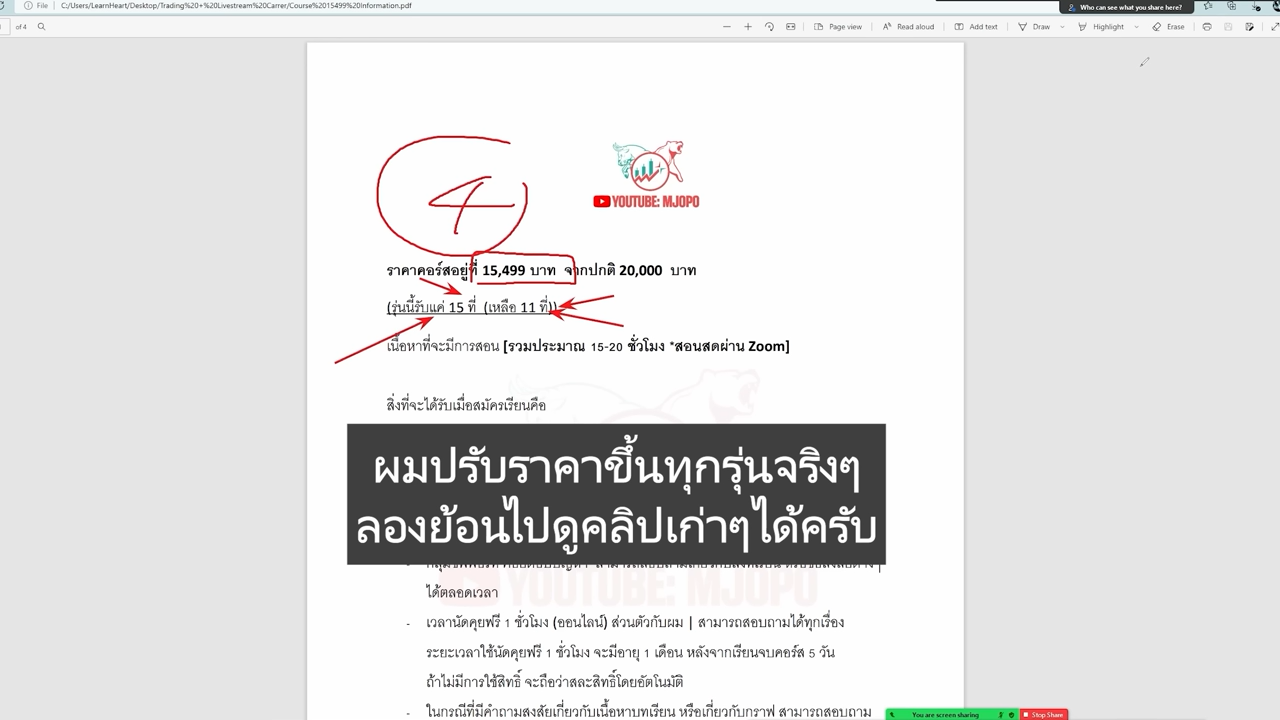 File
C:/Users/LearnHeart/Desktop/Trading%20+%20Livestream%20Carrer/Course%2015499%20Information.pdf
Who can see what you share here?
of 4
Page view
Read aloud
Add text
Draw
Highlight
Erase
4
YOUTUBE: MJOPO
ราคาคอร์สอยู่ที่ 15,499 บาท จากปกติ 20,000 บาท
(รุ่นนี้รับแค่ 15 ที่ (เหลือ 11 ที่))
เนื้อหาที่จะมีการสอน [รวมประมาณ 15-20 ชั่วโมง *สอนสดผ่าน Zoom]
สิ่งที่จะได้รับเมื่อสมัครเรียนคือ
ผมปรับราคาขึ้นทุกรุ่นจริงๆ
ลองย้อนไปดูคลิปเก่าๆได้ครับ
YOUTUBE: MJOPO
ได้ตลอดเวลา
- เวลานัดคุยฟรี 1 ชั่วโมง (ออนไลน์) ส่วนตัวกับผม | สามารถสอบถามได้ทุกเรื่อง
ระยะเวลาใช้นัดคุยฟรี 1 ชั่วโมง จะมีอายุ 1 เดือน หลังจากเรียนจบคอร์ส 5 วัน
ถ้าไม่มีการใช้สิทธิ์ จะถือว่าสละสิทธิ์โดยอัตโนมัติ
- ในกรณีที่มีคำถามสงสัยเกี่ยวกับเนื้อหาบทเรียน หรือเกี่ยวกับกราฟ สามารถสอบถาม
You are screen sharing
Stop Share